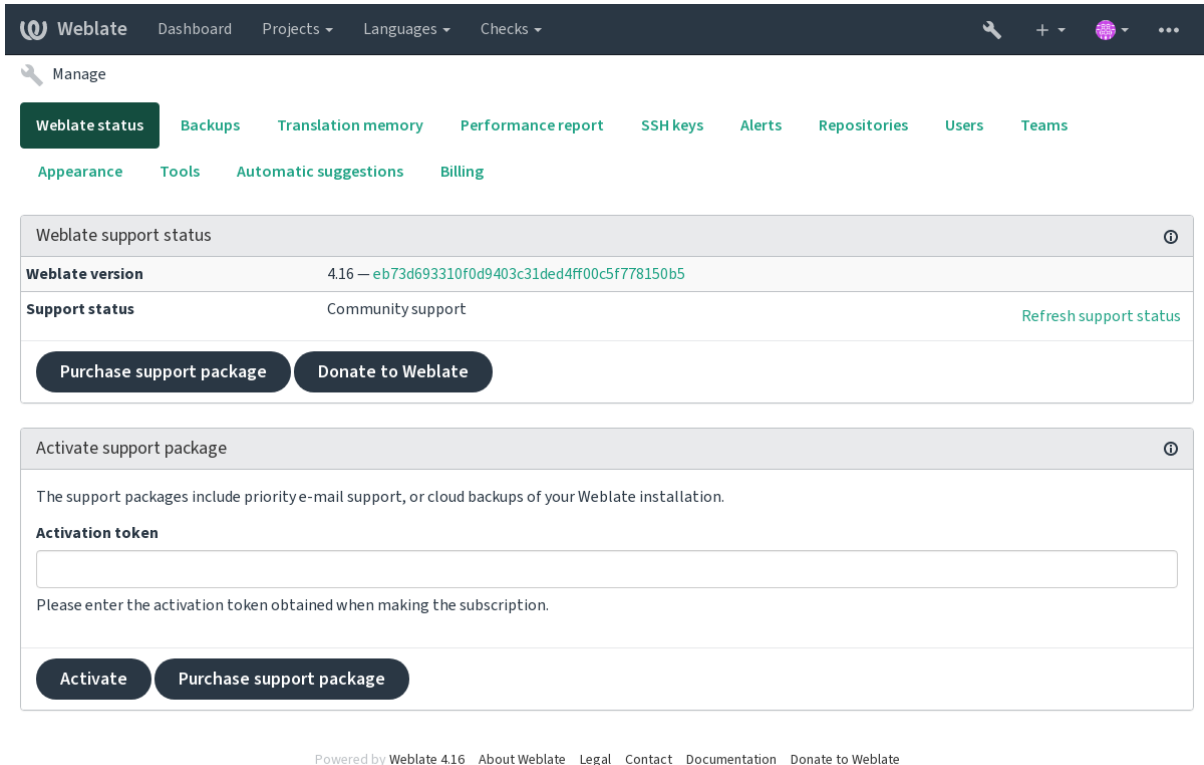 Weblate Dashboard Projects Languages Checks
Manage
Weblate status Backups Translation memory Performance report SSH keys Alerts Repositories Users Teams
Appearance Tools Automatic suggestions Billing
Weblate support status
Weblate version 4.16 — eb73d693310f0d9403c31ded4ff00c5f778150b5
Support status Community support Refresh support status
Purchase support package Donate to Weblate
Activate support package
The support packages include priority e-mail support, or cloud backups of your Weblate installation.
Activation token
Please enter the activation token obtained when making the subscription.
Activate Purchase support package
Powered by Weblate 4.16 About Weblate Legal Contact Documentation Donate to Weblate